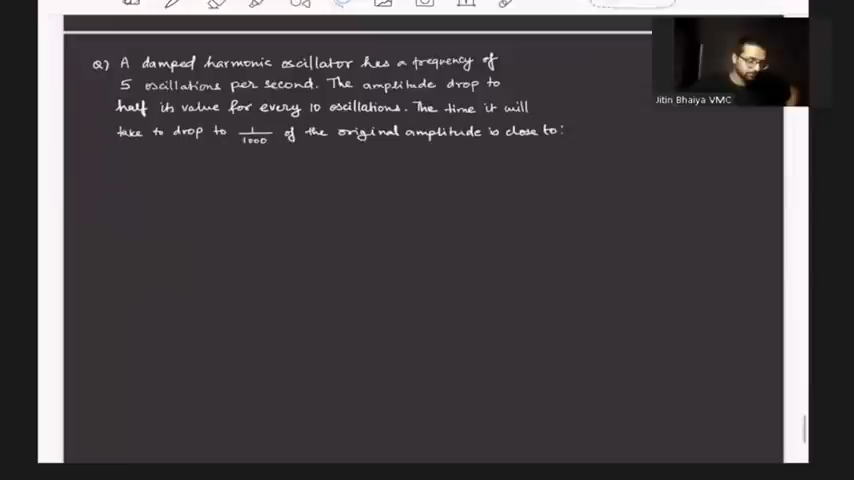 Q) A damped harmonic oscillator has a frequency of
5 oscillations per second. The amplitude drop to
half its value for every 10 oscillations. The time it will
take to drop to 1/1000 of the original amplitude is close to:
Jitin Bhaiya VMC